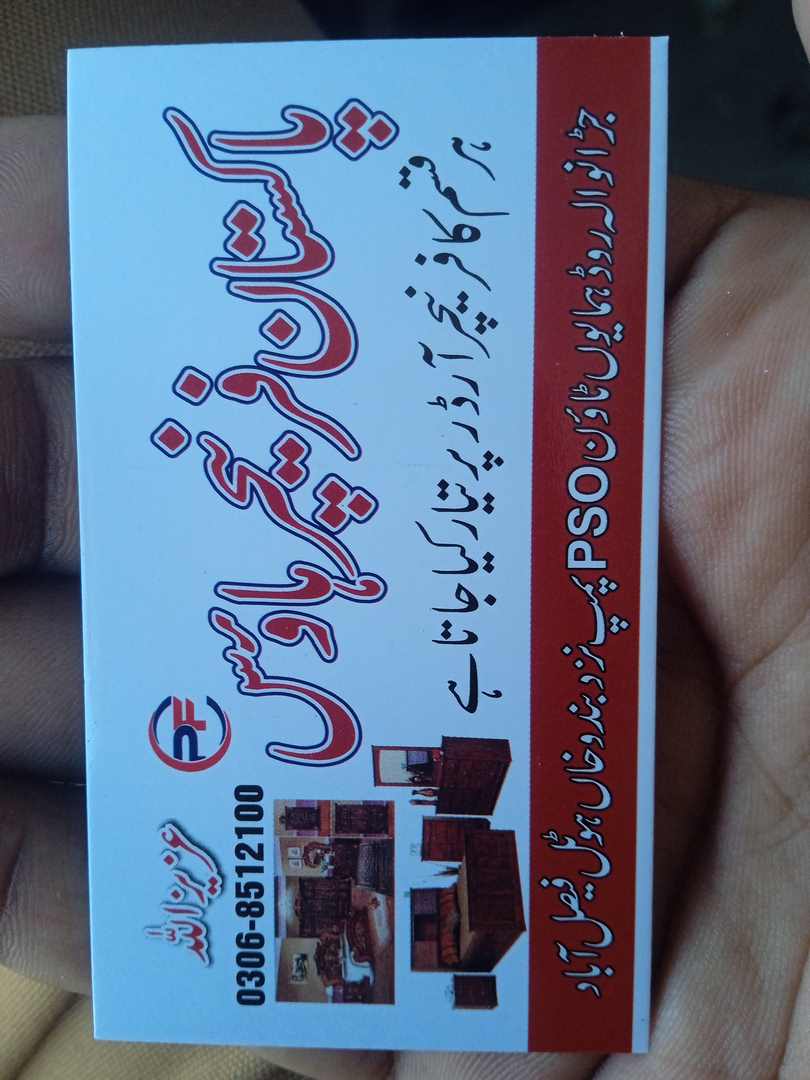 پاکستان فرنیچر ہاؤس
PF
عزیز اللہ
0306-8512100
ہر قسم کا فرنیچر آرڈر پر تیار کیا جاتا ہے
جڑانوالہ روڈ ہمایوں ٹاؤن PSO پمپ نزد بندو خاں ہوٹل فیصل آباد